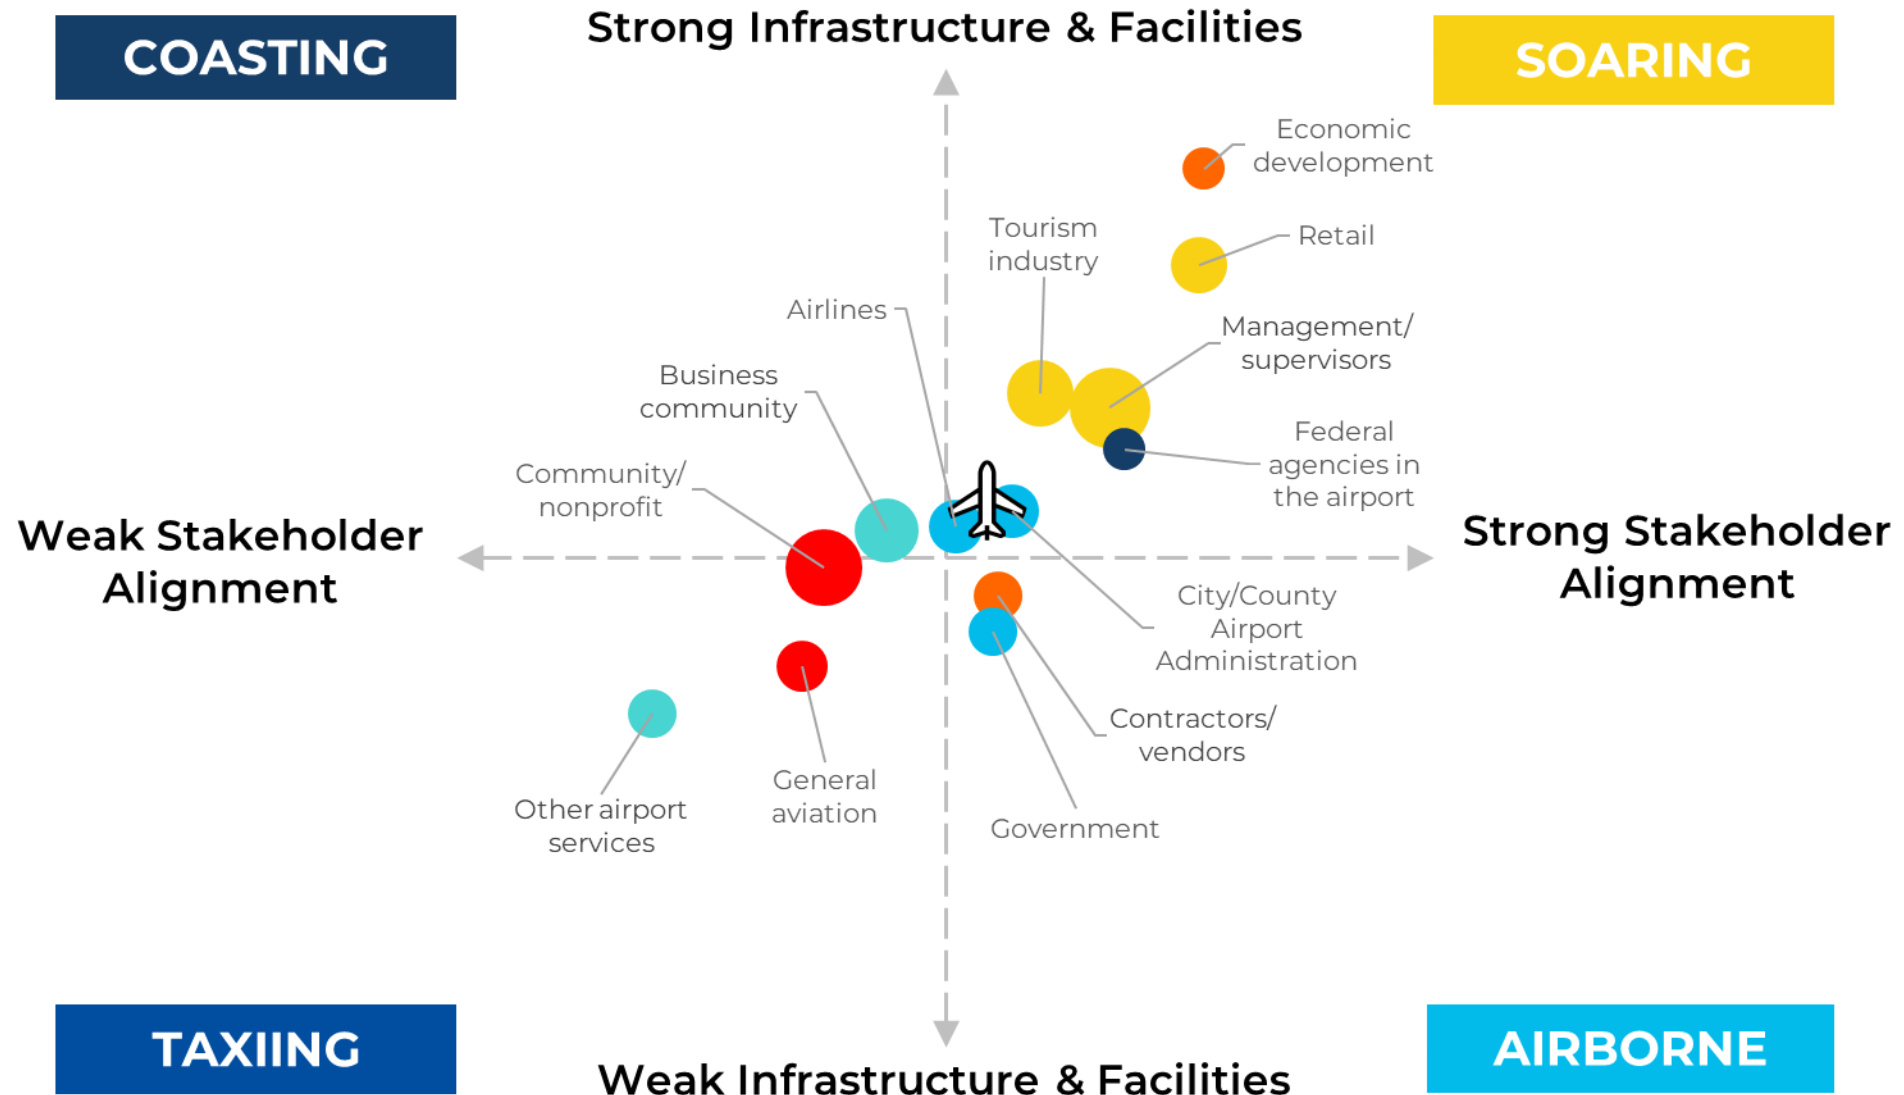 COASTING
Strong Infrastructure & Facilities
SOARING
Economic
development
Tourism
industry
Retail
Airlines
Management/
supervisors
Business
community
Federal
agencies in
the airport
Community/
nonprofit
Weak Stakeholder
Alignment
Strong Stakeholder
Alignment
City/County
Airport
Administration
Contractors/
vendors
General
aviation
Other airport
services
Government
TAXIING
Weak Infrastructure & Facilities
AIRBORNE